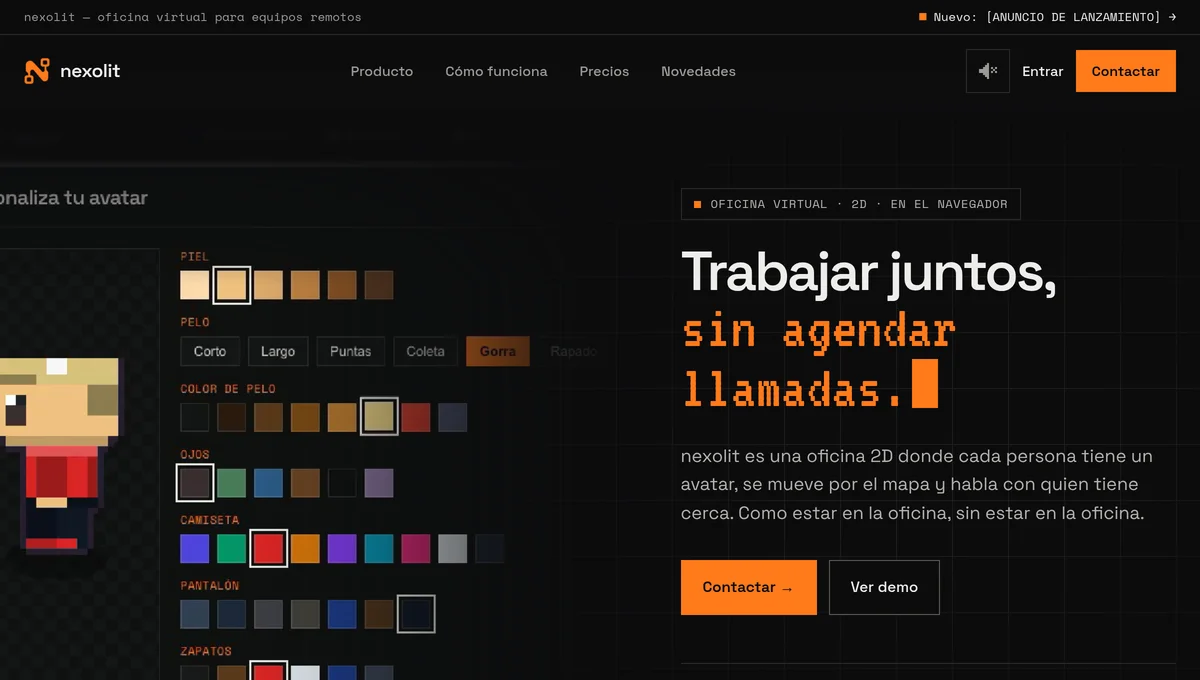 nexolit — oficina virtual para equipos remotos
Nuevo: [ANUNCIO DE LANZAMIENTO] →
nexolit
Producto
Cómo funciona
Precios
Novedades
Entrar
Contactar
onaliza tu avatar
PIEL
PELO
Corto
Largo
Puntas
Coleta
Gorra
Rapado
COLOR DE PELO
OJOS
CAMISETA
PANTALÓN
ZAPATOS
OFICINA VIRTUAL · 2D · EN EL NAVEGADOR
Trabajar juntos,
sin agendar
llamadas.
nexolit es una oficina 2D donde cada persona tiene un
avatar, se mueve por el mapa y habla con quien tiene
cerca. Como estar en la oficina, sin estar en la oficina.
Contactar →
Ver demo